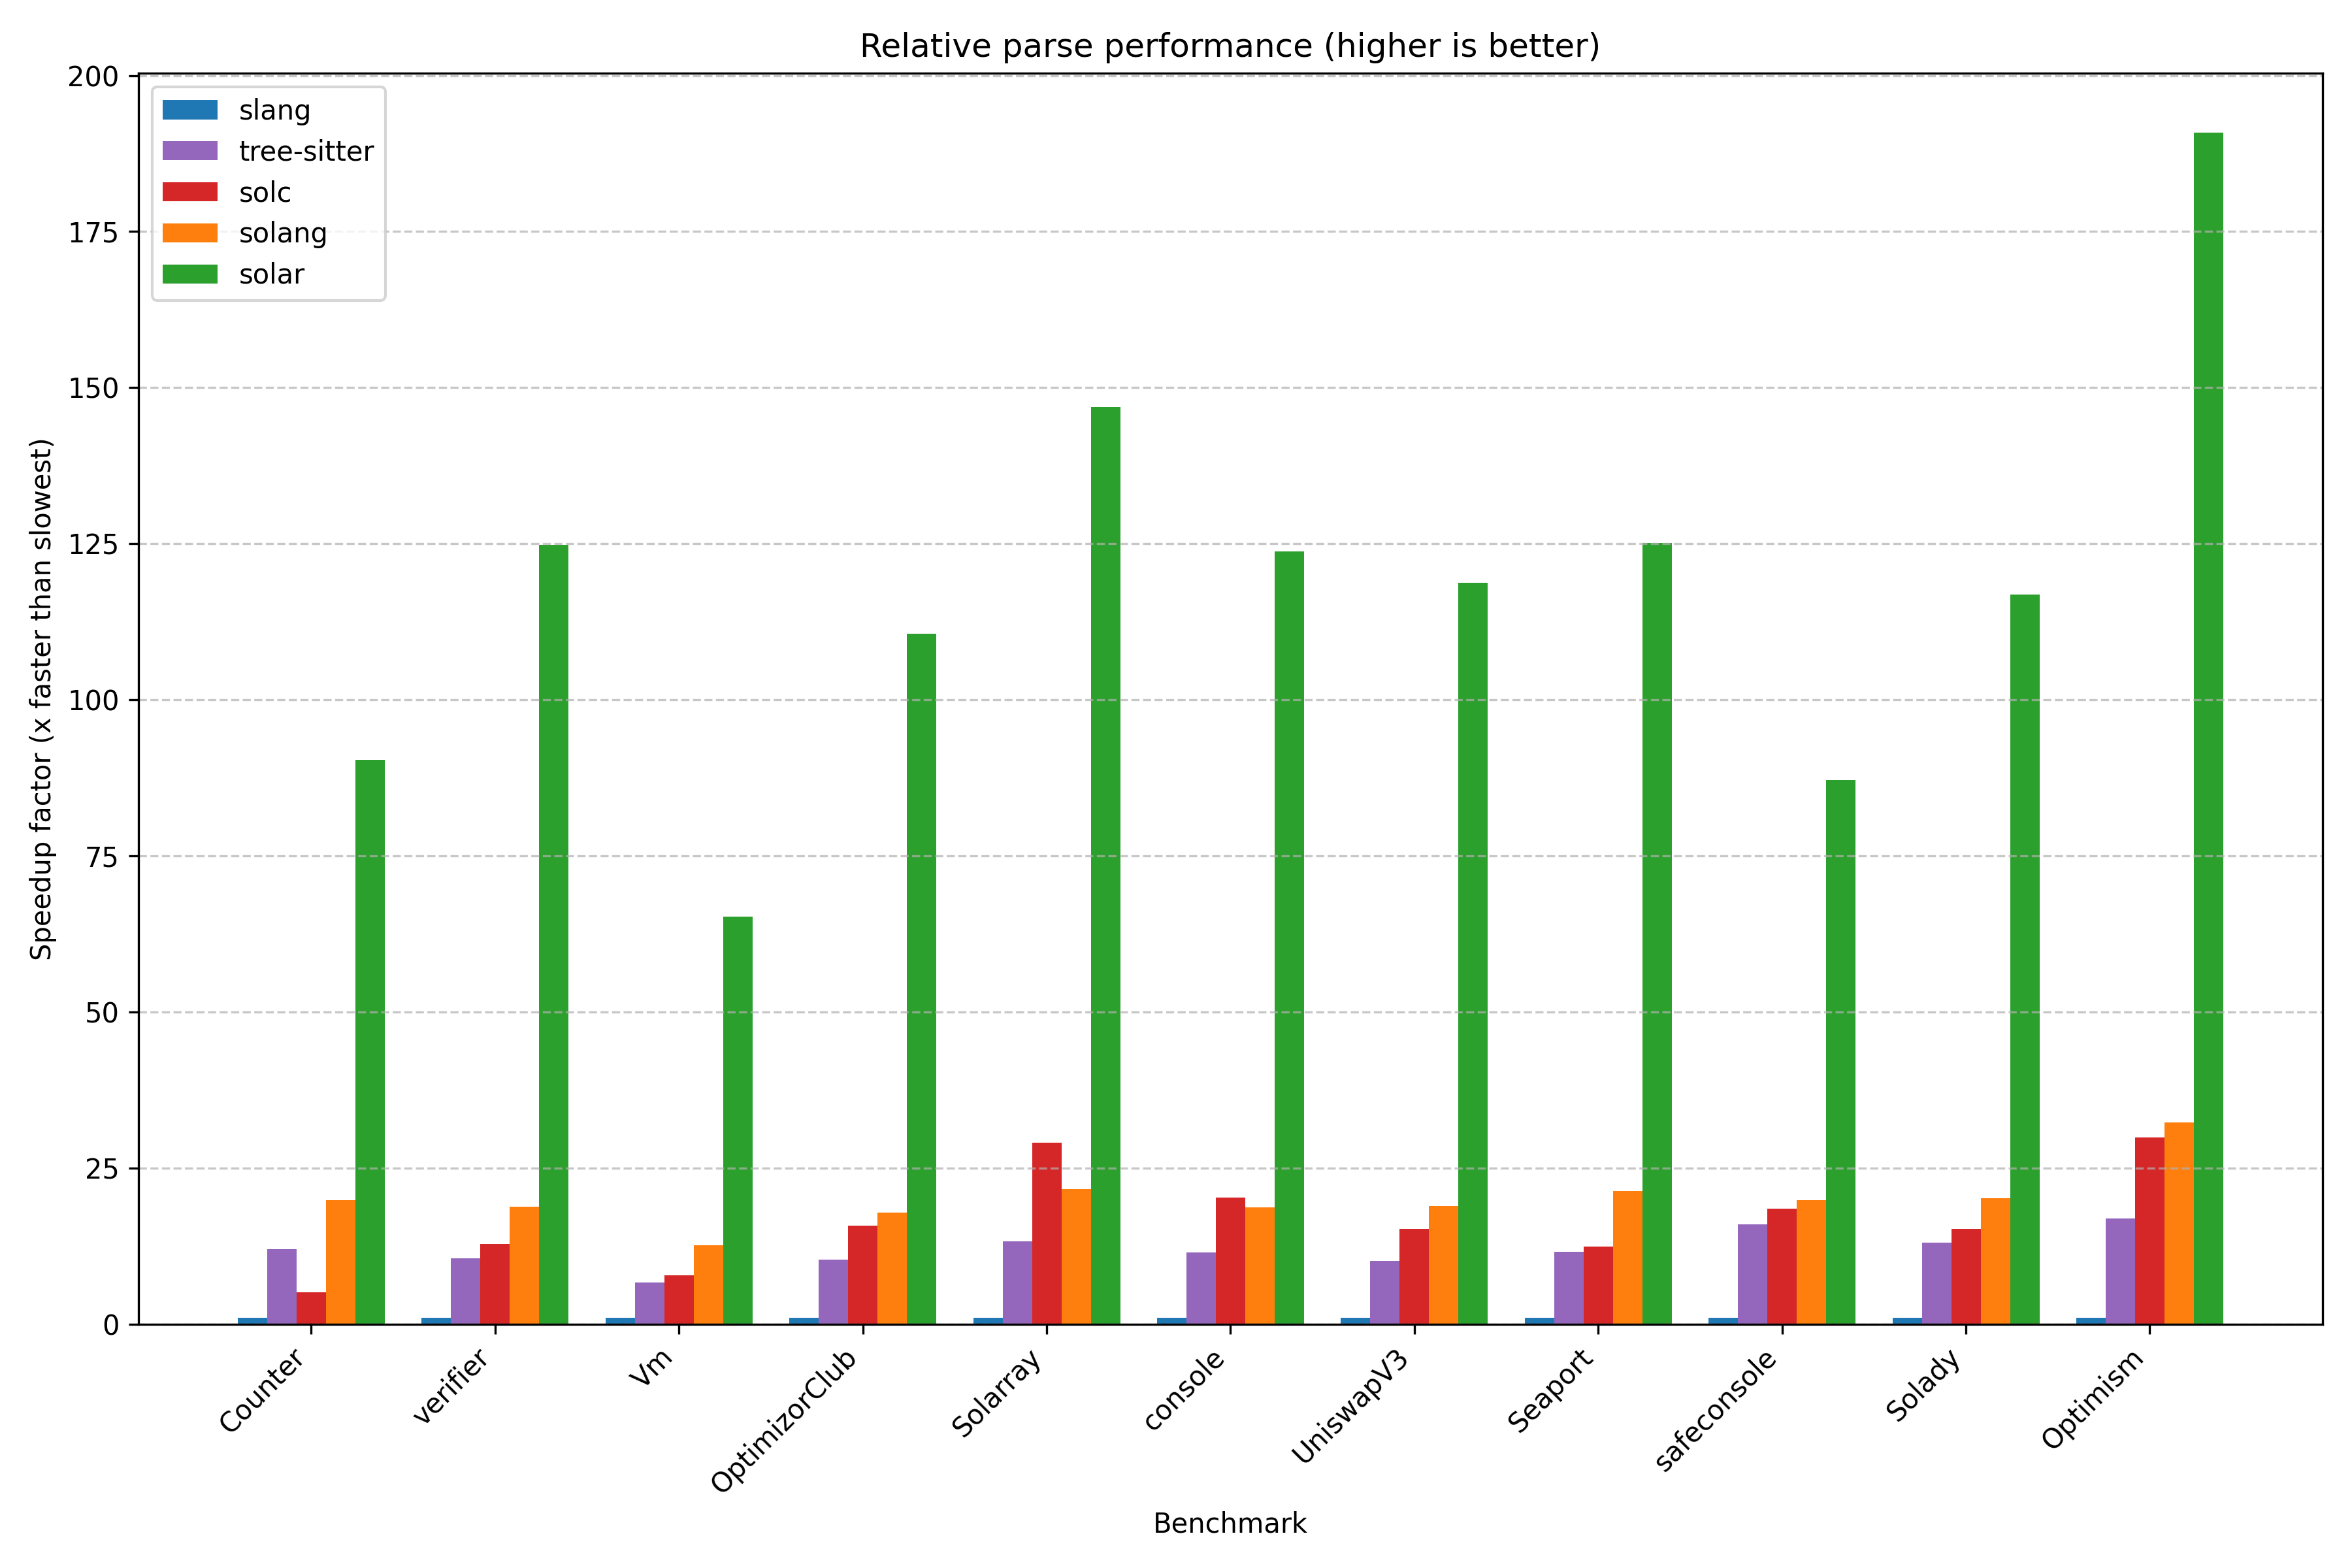 Relative parse performance (higher is better)
slang
tree-sitter
solc
solang
solar
Speedup factor (x faster than slowest)
200
175
150
125
100
75
50
25
0
Counter
verifier
Vm
OptimizorClub
Solarray
console
UniswapV3
Seaport
safeconsole
Solady
Optimism
Benchmark